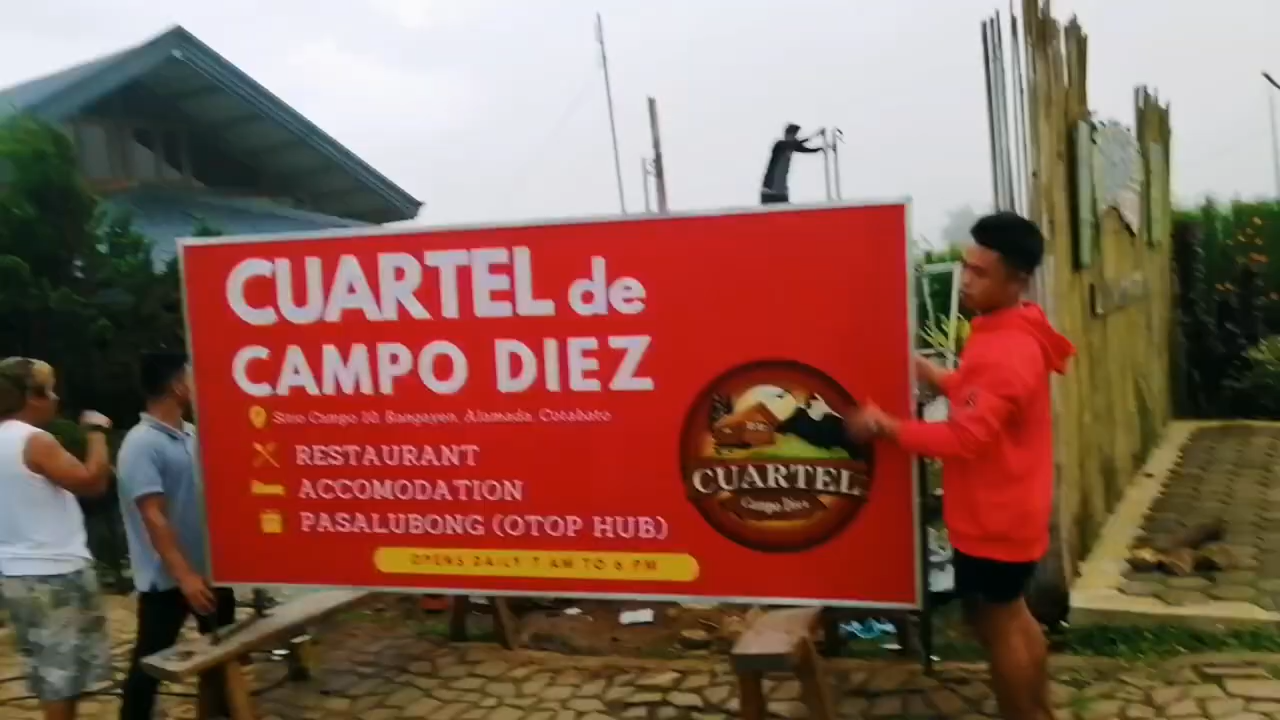 CUARTEL de
CAMPO DIEZ
Sitio Campo 10 Rangayen, Alamada, Cotabato
RESTAURANT
ACCOMODATION
PASALUBONG (OTOP HUB)
OPENS DAILY 7 AM TO 6 PM
CUARTEL
Campo Diez